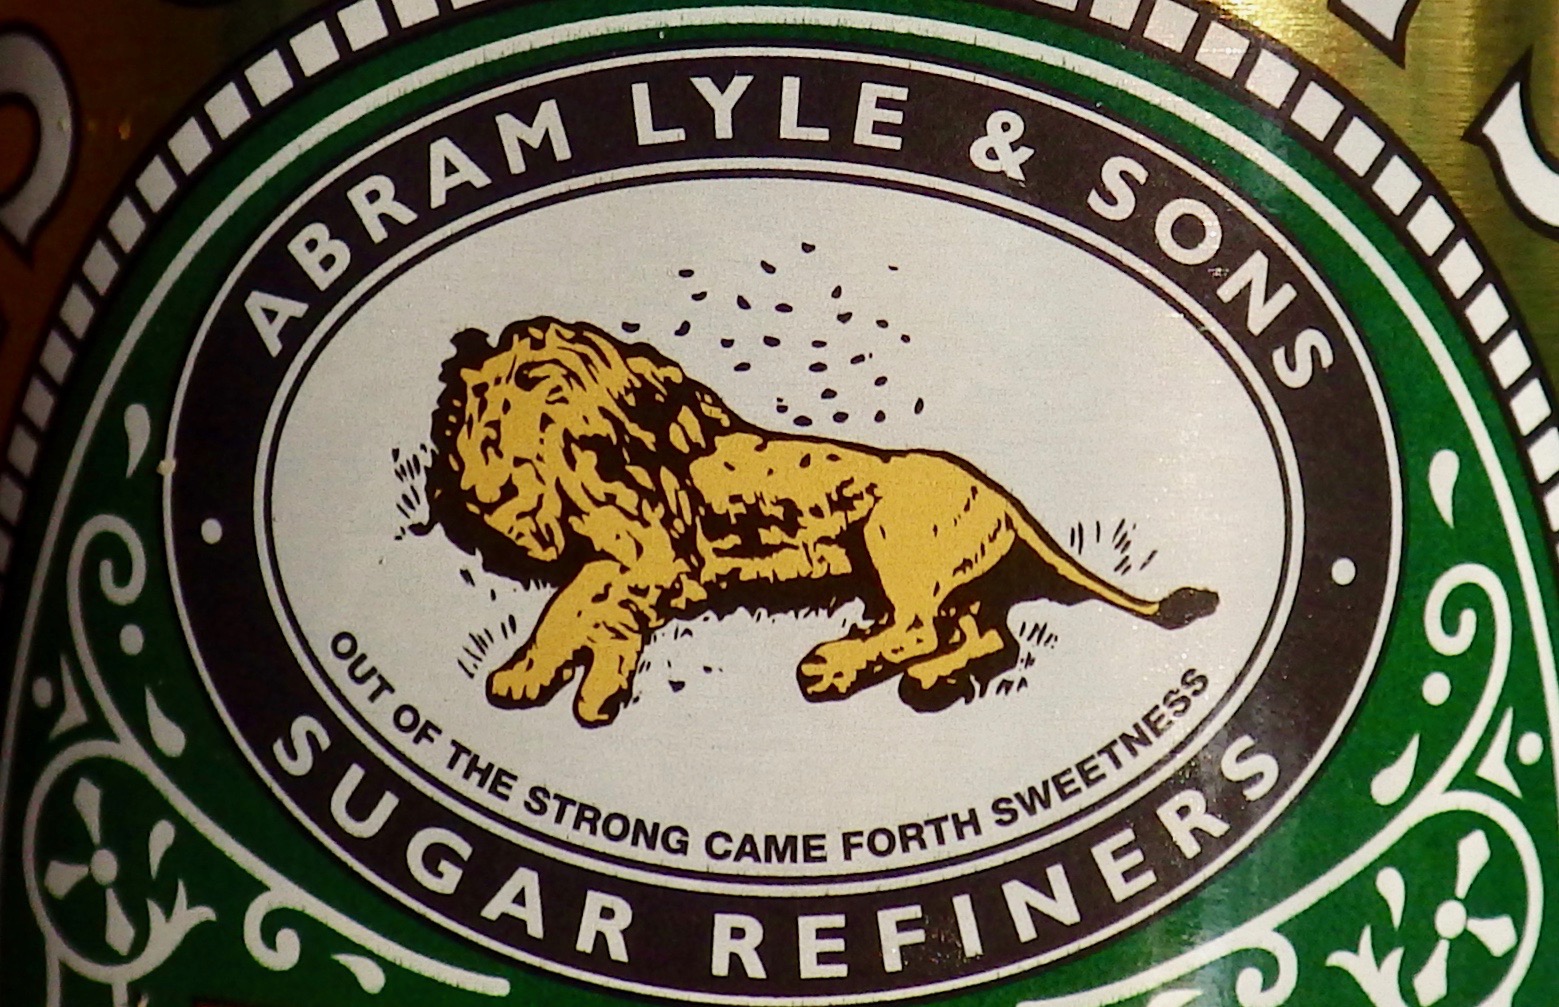 ABRAM LYLE & SONS
OUT OF THE STRONG CAME FORTH SWEETNESS
SUGAR REFINERS